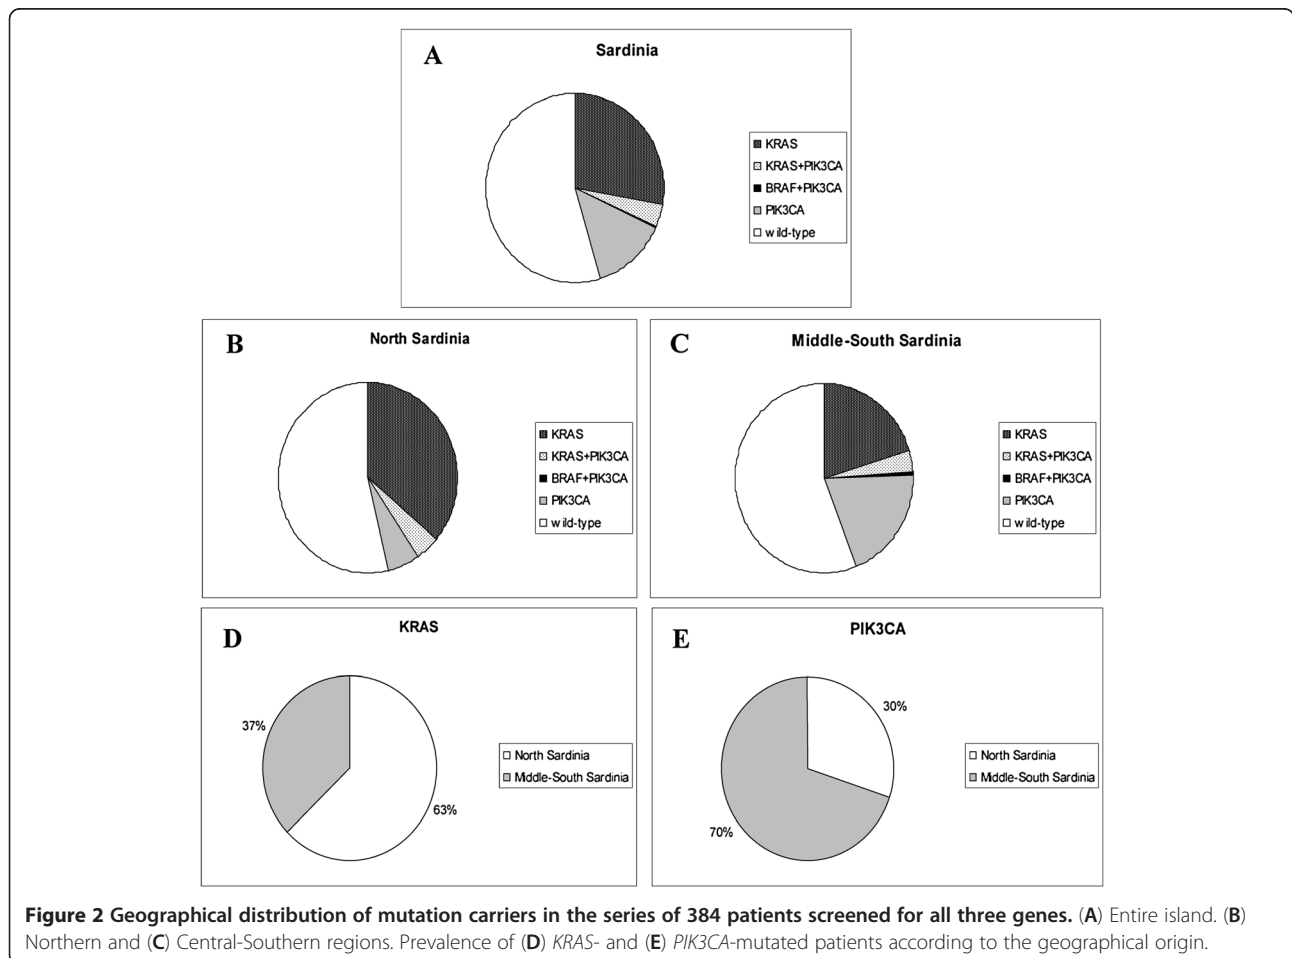 A
Sardinia
KRAS
KRAS+PIK3CA
BRAF+PIK3CA
PIK3CA
wild-type
B
North Sardinia
KRAS
KRAS+PIK3CA
BRAF+PIK3CA
PIK3CA
wild-type
C
Middle-South Sardinia
KRAS
KRAS+PIK3CA
BRAF+PIK3CA
PIK3CA
wild-type
D
KRAS
37%
63%
North Sardinia
Middle-South Sardinia
E
PIK3CA
30%
70%
North Sardinia
Middle-South Sardinia
Figure 2 Geographical distribution of mutation carriers in the series of 384 patients screened for all three genes. (A) Entire island. (B)
Northern and (C) Central-Southern regions. Prevalence of (D) KRAS- and (E) PIK3CA-mutated patients according to the geographical origin.